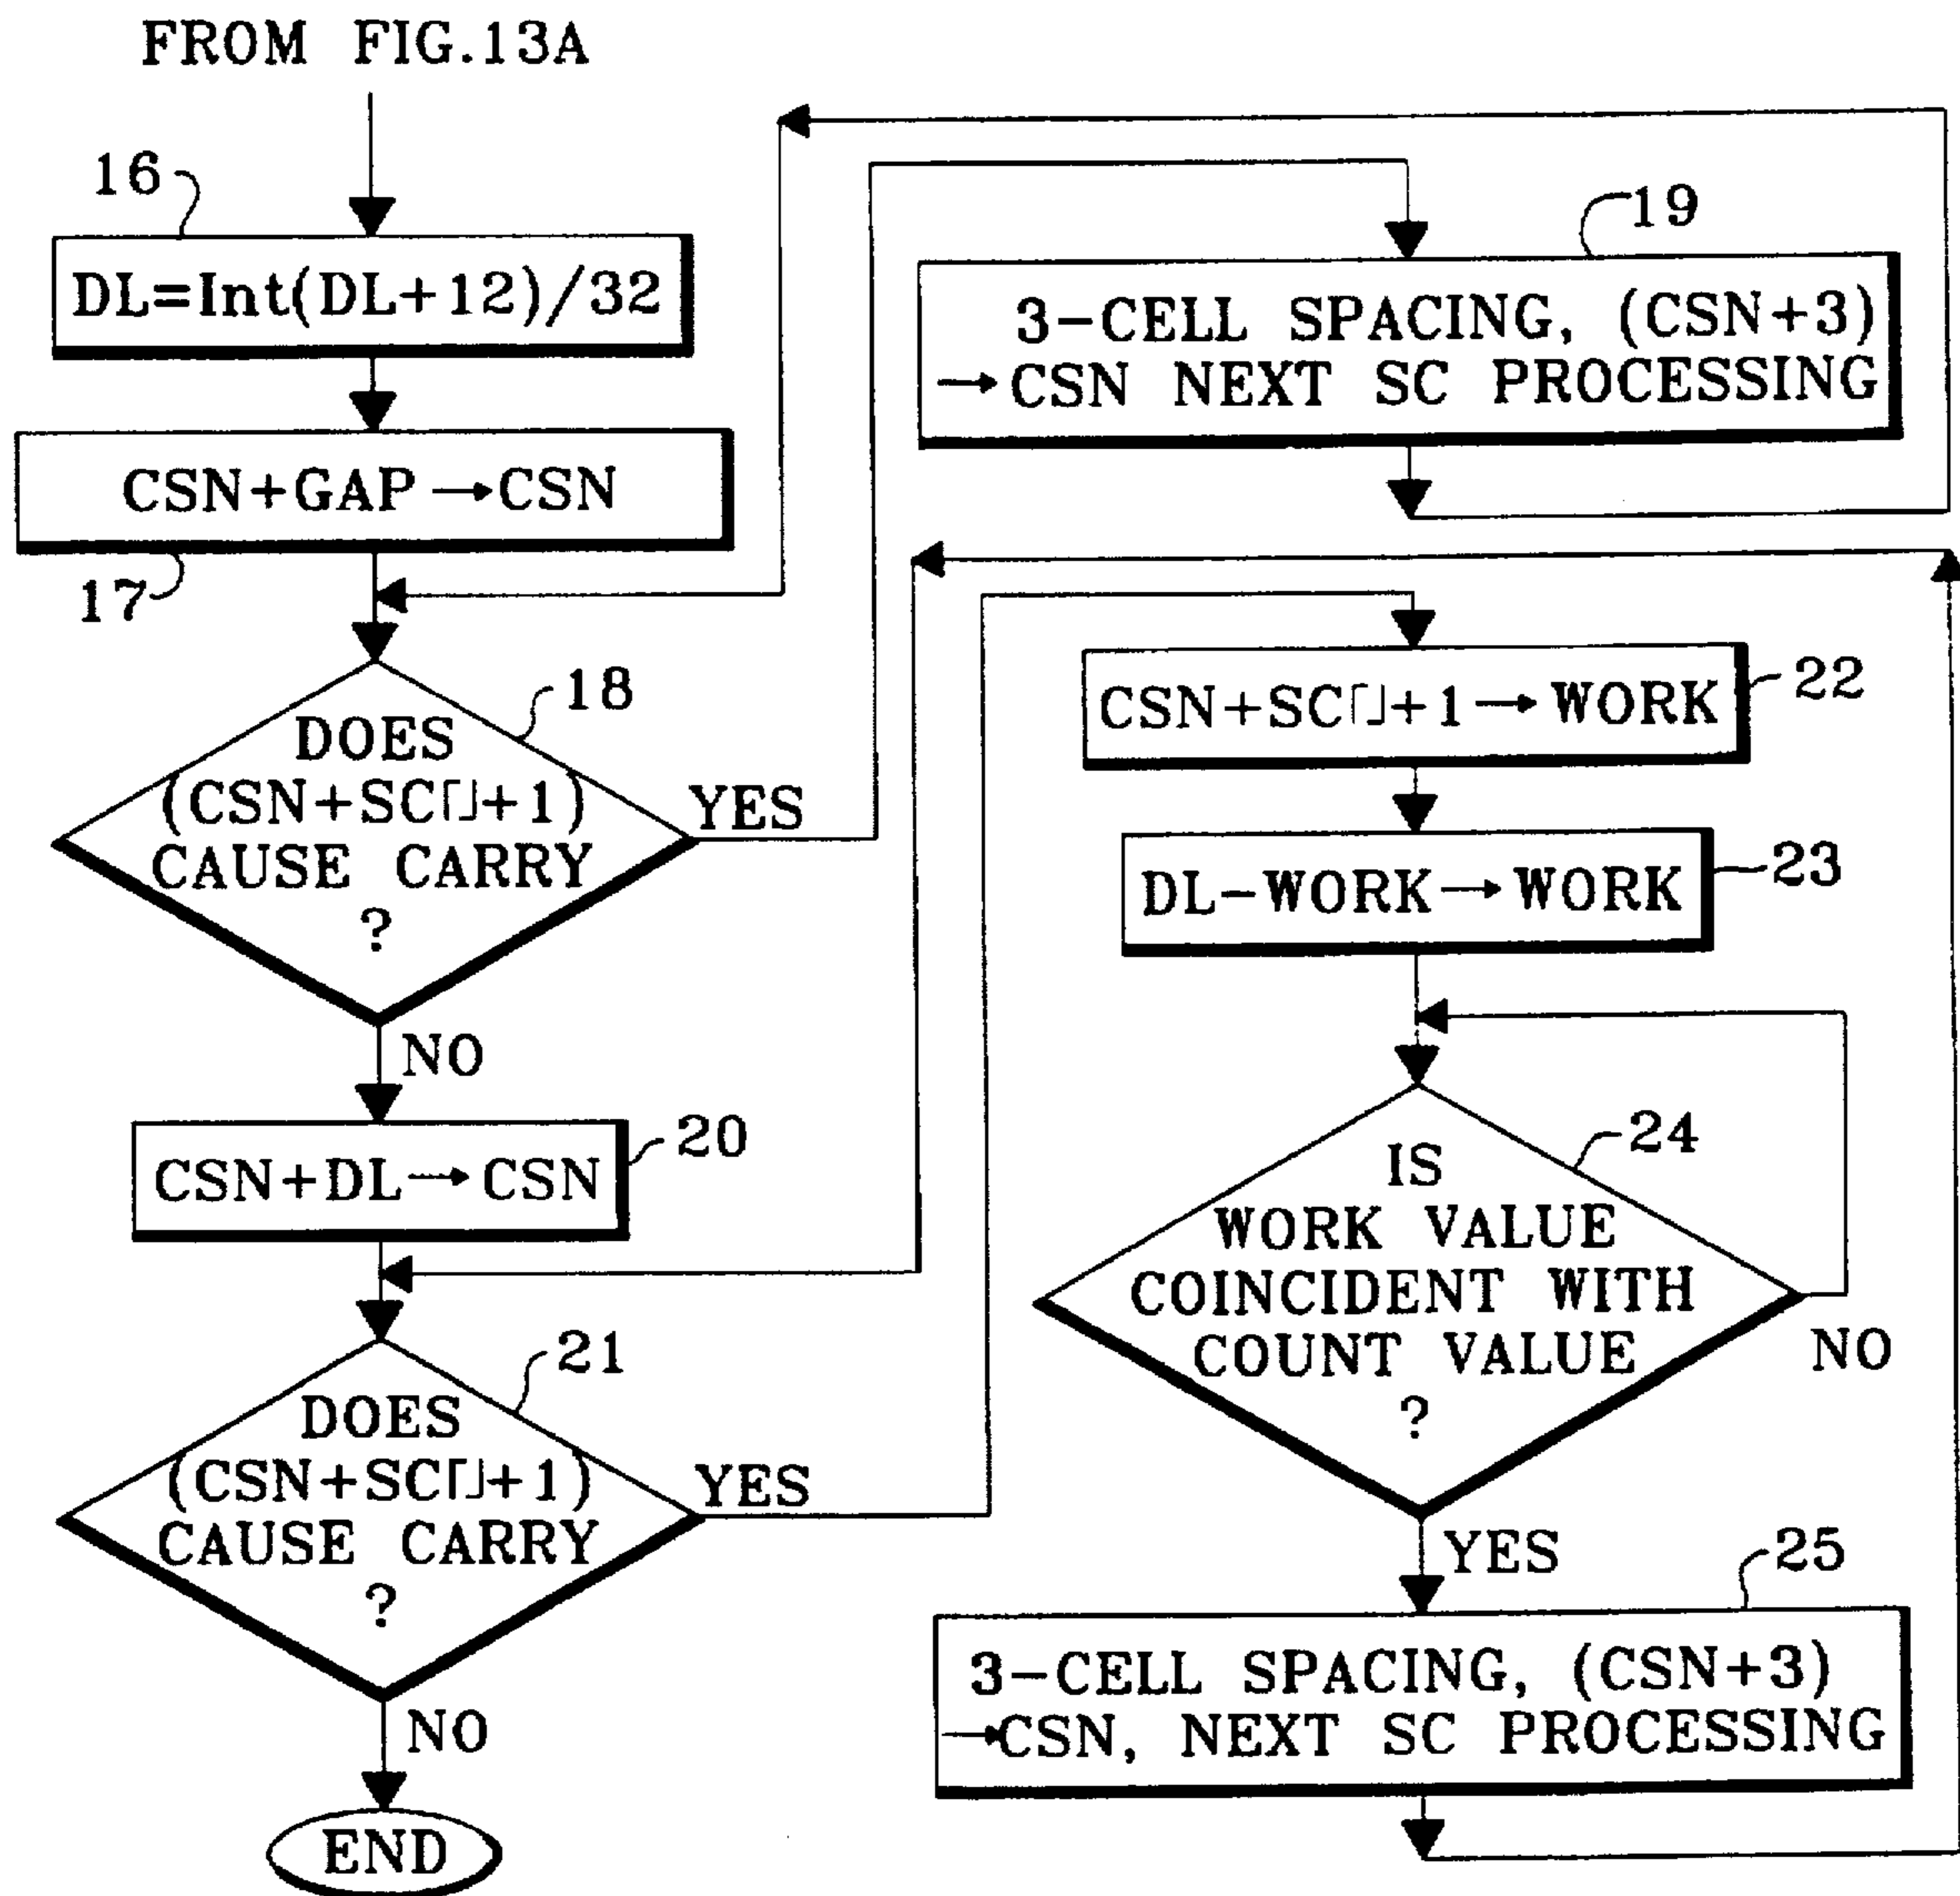 FROM FIG.13A
16
DL=Int(DL+12)/32
CSN+GAP→CSN
17
18
DOES
(CSN+SC[]+1)
CAUSE CARRY
?
YES
NO
19
3-CELL SPACING, (CSN+3)
→CSN NEXT SC PROCESSING
20
CSN+DL→CSN
21
DOES
(CSN+SC[]+1)
CAUSE CARRY
?
YES
NO
END
22
CSN+SC[]+1→WORK
23
DL-WORK→WORK
24
IS
WORK VALUE
COINCIDENT WITH
COUNT VALUE
?
NO
YES
25
3-CELL SPACING, (CSN+3)
→CSN, NEXT SC PROCESSING